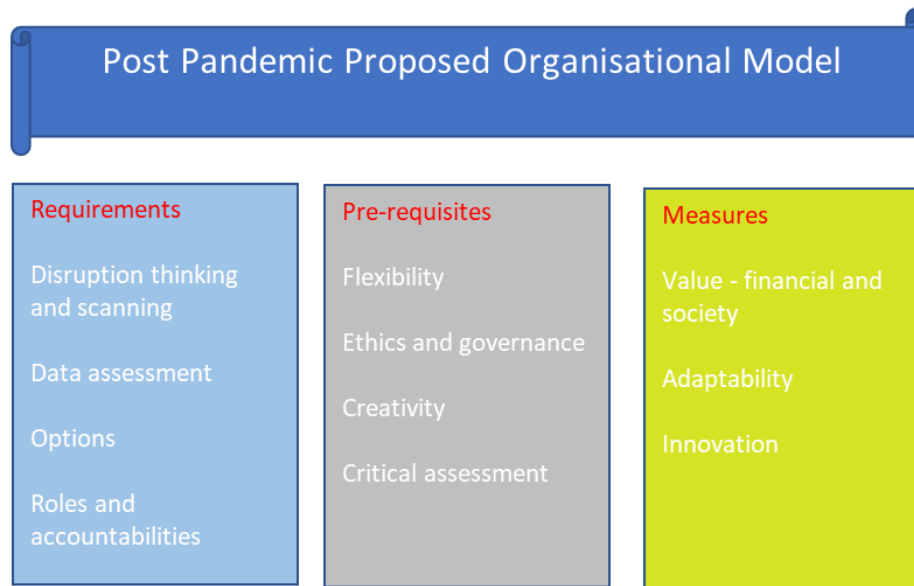 Post Pandemic Proposed Organisational Model
Requirements
Disruption thinking
and scanning
Data assessment
Options
Roles and
accountabilities
Pre-requisites
Flexibility
Ethics and governance
Creativity
Critical assessment
Measures
Value - financial and
society
Adaptability
Innovation